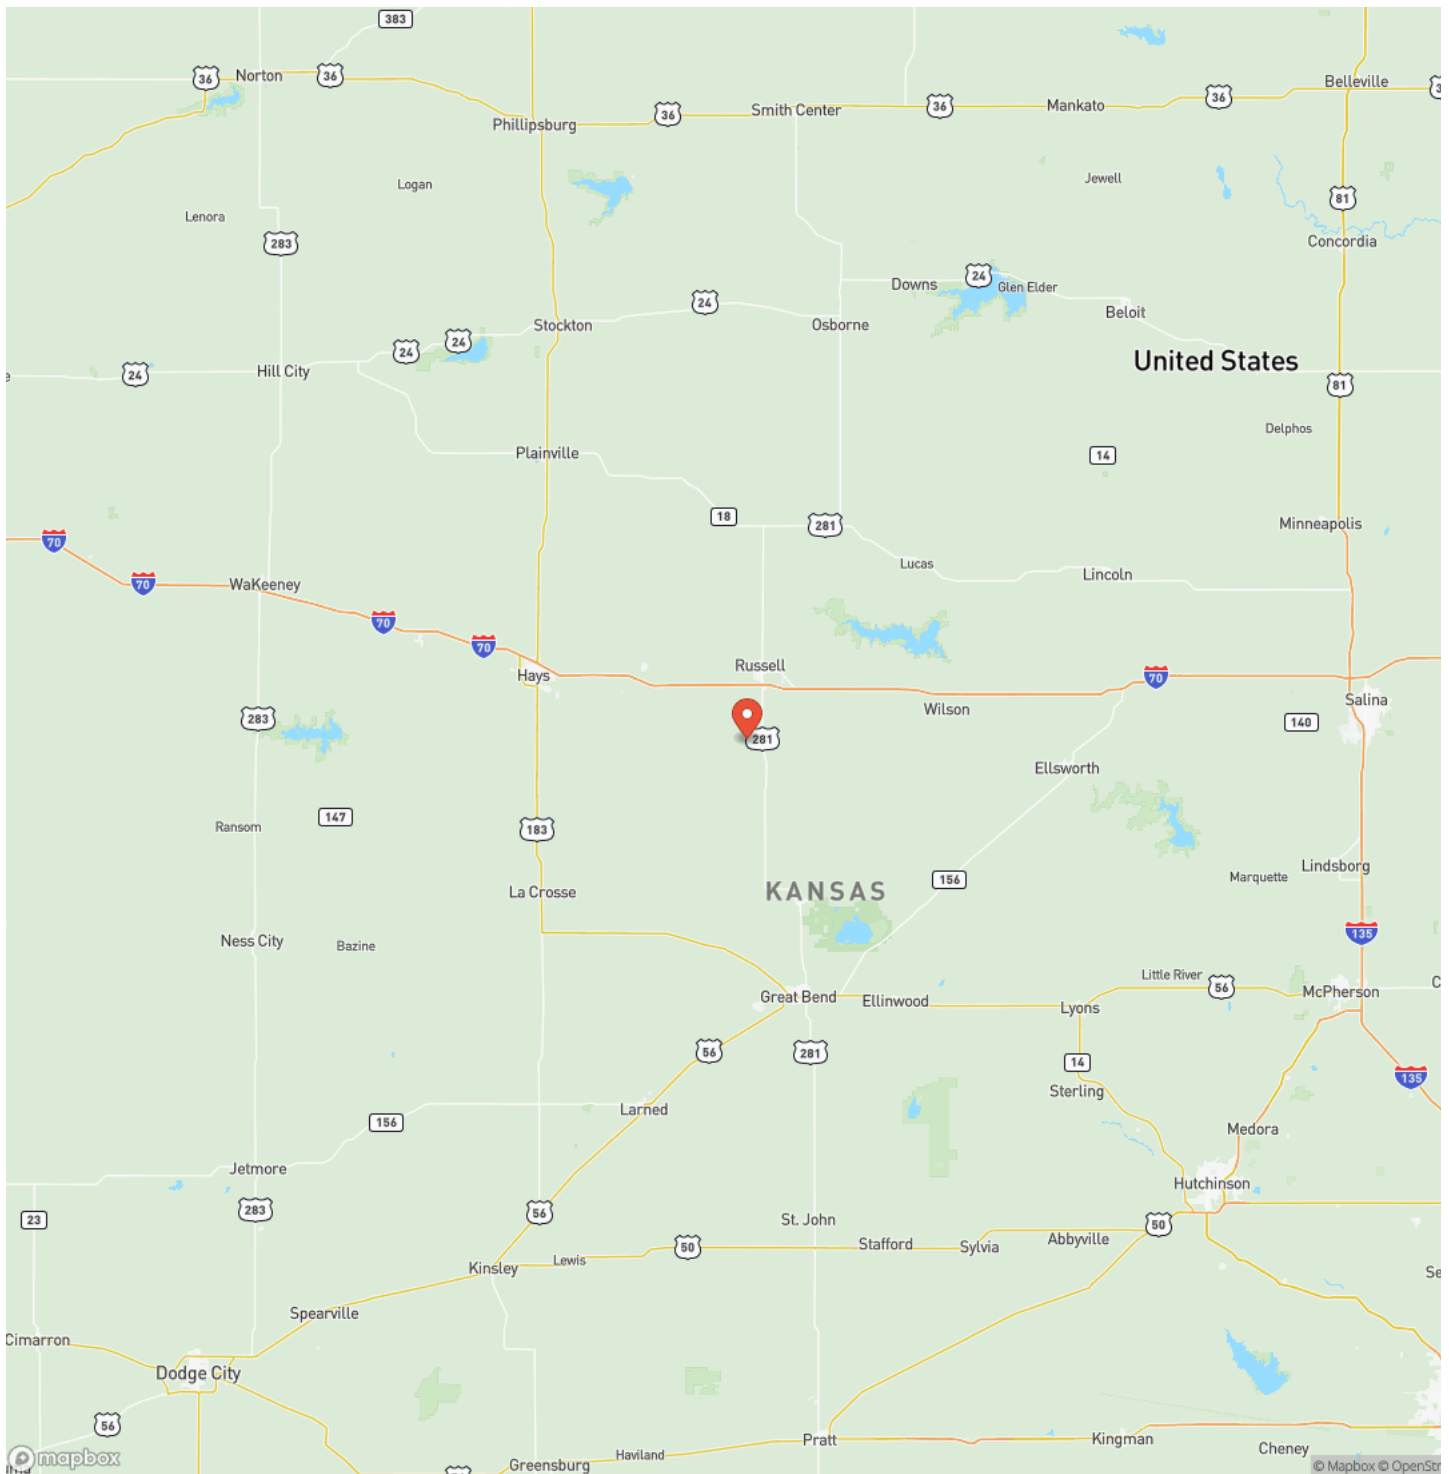 383
36
Norton
36
36
Smith Center
36
Mankato
36
Belleville
Phillipsburg
Logan
Jewell
81
Lenora
283
Concordia
Downs
24
Glen Elder
24
Stockton
Osborne
Beloit
24
24
United States
24
Hill City
81
Delphos
Plainville
14
18
281
Minneapolis
70
70
WaKeeney
Lucas
Lincoln
70
70
Hays
Russell
70
Salina
Wilson
283
140
281
Ellsworth
147
Ransom
183
Lindsborg
La Crosse
KANSAS
156
Marquette
135
Ness City
Bazine
Little River
56
McPherson
Great Bend
Ellinwood
Lyons
56
281
14
135
Sterling
Larned
156
Medora
Jetmore
Hutchinson
23
283
56
St. John
50
50
Stafford
Sylvia
Abbyville
Lewis
Kinsley
Spearville
Cimarron
Dodge City
56
Pratt
Kingman
Haviland
Cheney
Greensburg
mapbox
© Mapbox © OpenStr